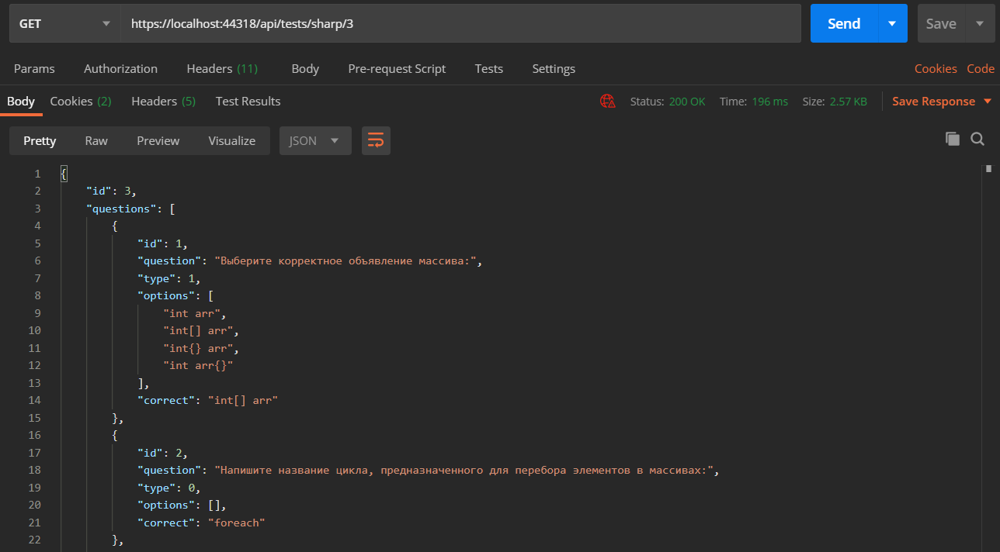 GET https://localhost:44318/api/tests/sharp/3 Send Save
Params Authorization Headers (11) Body Pre-request Script Tests Settings Cookies Code
Body Cookies (2) Headers (5) Test Results Status: 200 OK Time: 196 ms Size: 2.57 KB Save Response
Pretty Raw Preview Visualize JSON
1 {
2 "id": 3,
3 "questions": [
4 {
5 "id": 1,
6 "question": "Выберите корректное объявление массива:",
7 "type": 1,
8 "options": [
9 "int arr",
10 "int[] arr",
11 "int{} arr",
12 "int arr{}"
13 ],
14 "correct": "int[] arr"
15 },
16 {
17 "id": 2,
18 "question": "Напишите название цикла, предназначенного для перебора элементов в массивах:",
19 "type": 0,
20 "options": [],
21 "correct": "foreach"
22 },